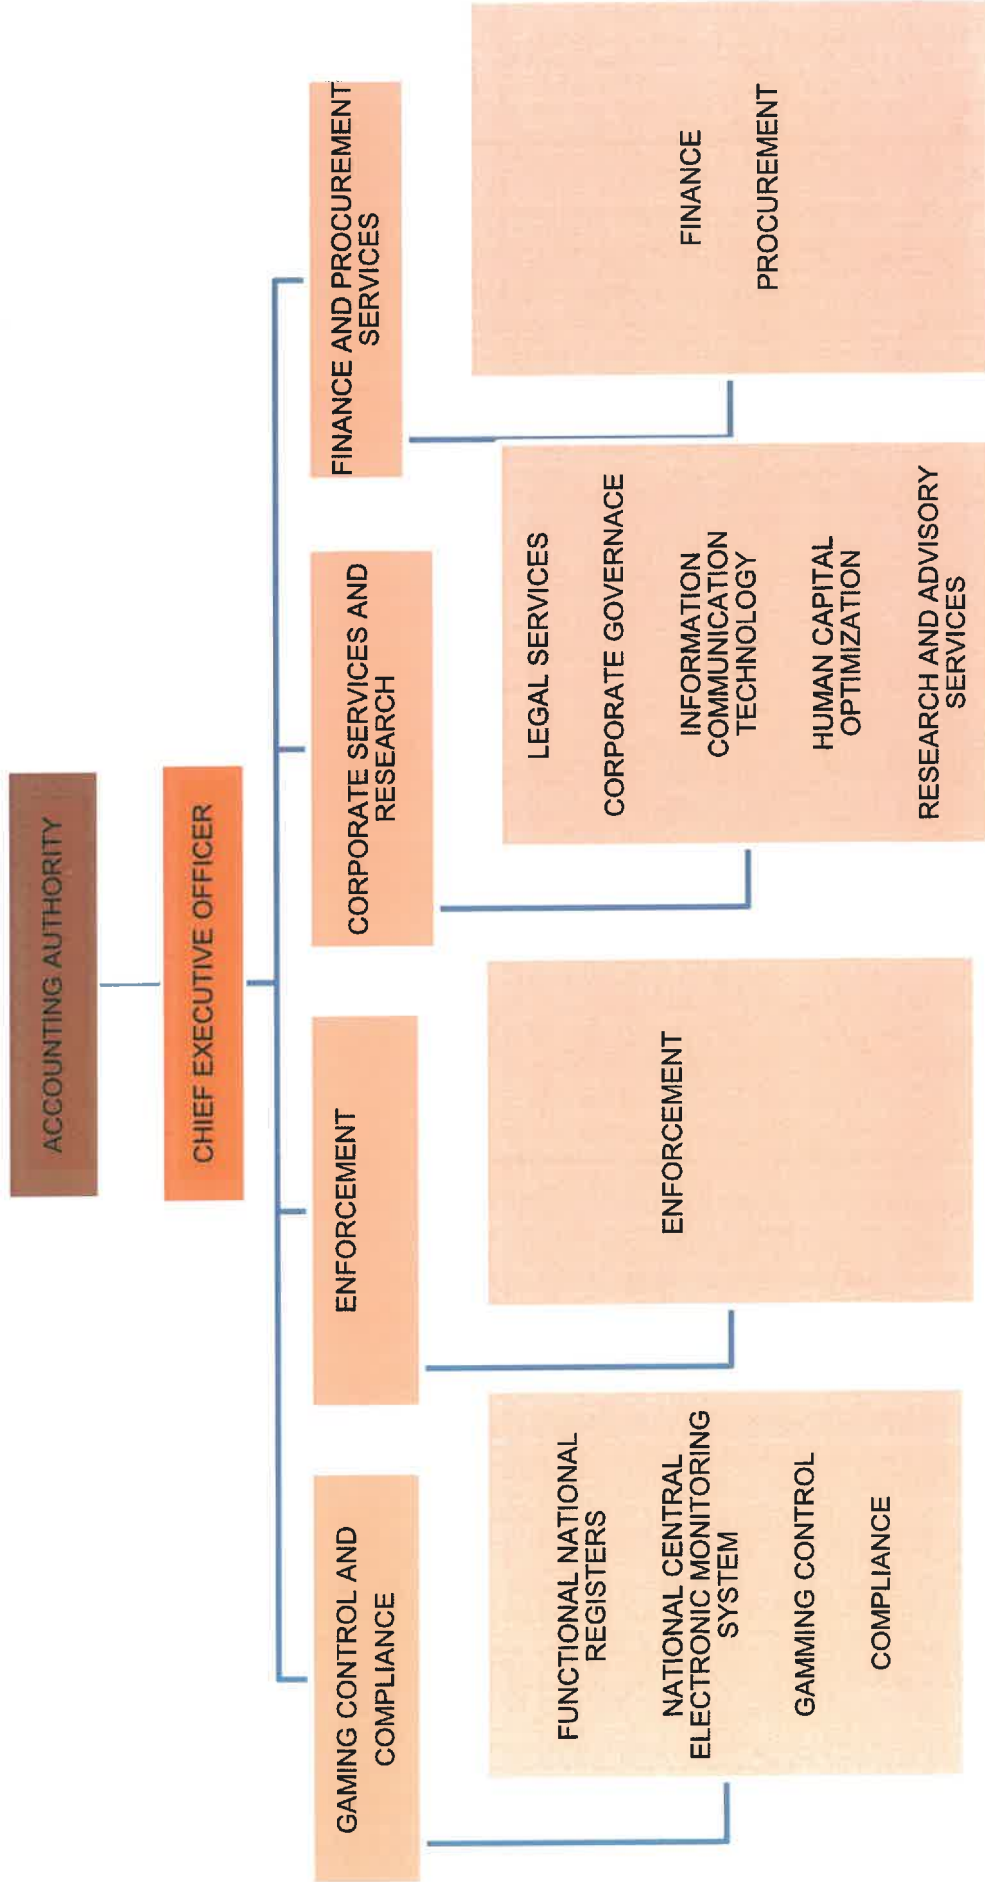 ACCOUNTING AUTHORITY
CHIEF EXECUTIVE OFFICER
GAMING CONTROL AND
COMPLIANCE
ENFORCEMENT
CORPORATE SERVICES AND
RESEARCH
FINANCE AND PROCUREMENT
SERVICES
FUNCTIONAL NATIONAL
REGISTERS
NATIONAL CENTRAL
ELECTRONIC MONITORING
SYSTEM
GAMMING CONTROL
COMPLIANCE
ENFORCEMENT
LEGAL SERVICES
CORPORATE GOVERNACE
INFORMATION
COMMUNICATION
TECHNOLOGY
HUMAN CAPITAL
OPTIMIZATION
RESEARCH AND ADVISORY
SERVICES
FINANCE
PROCUREMENT